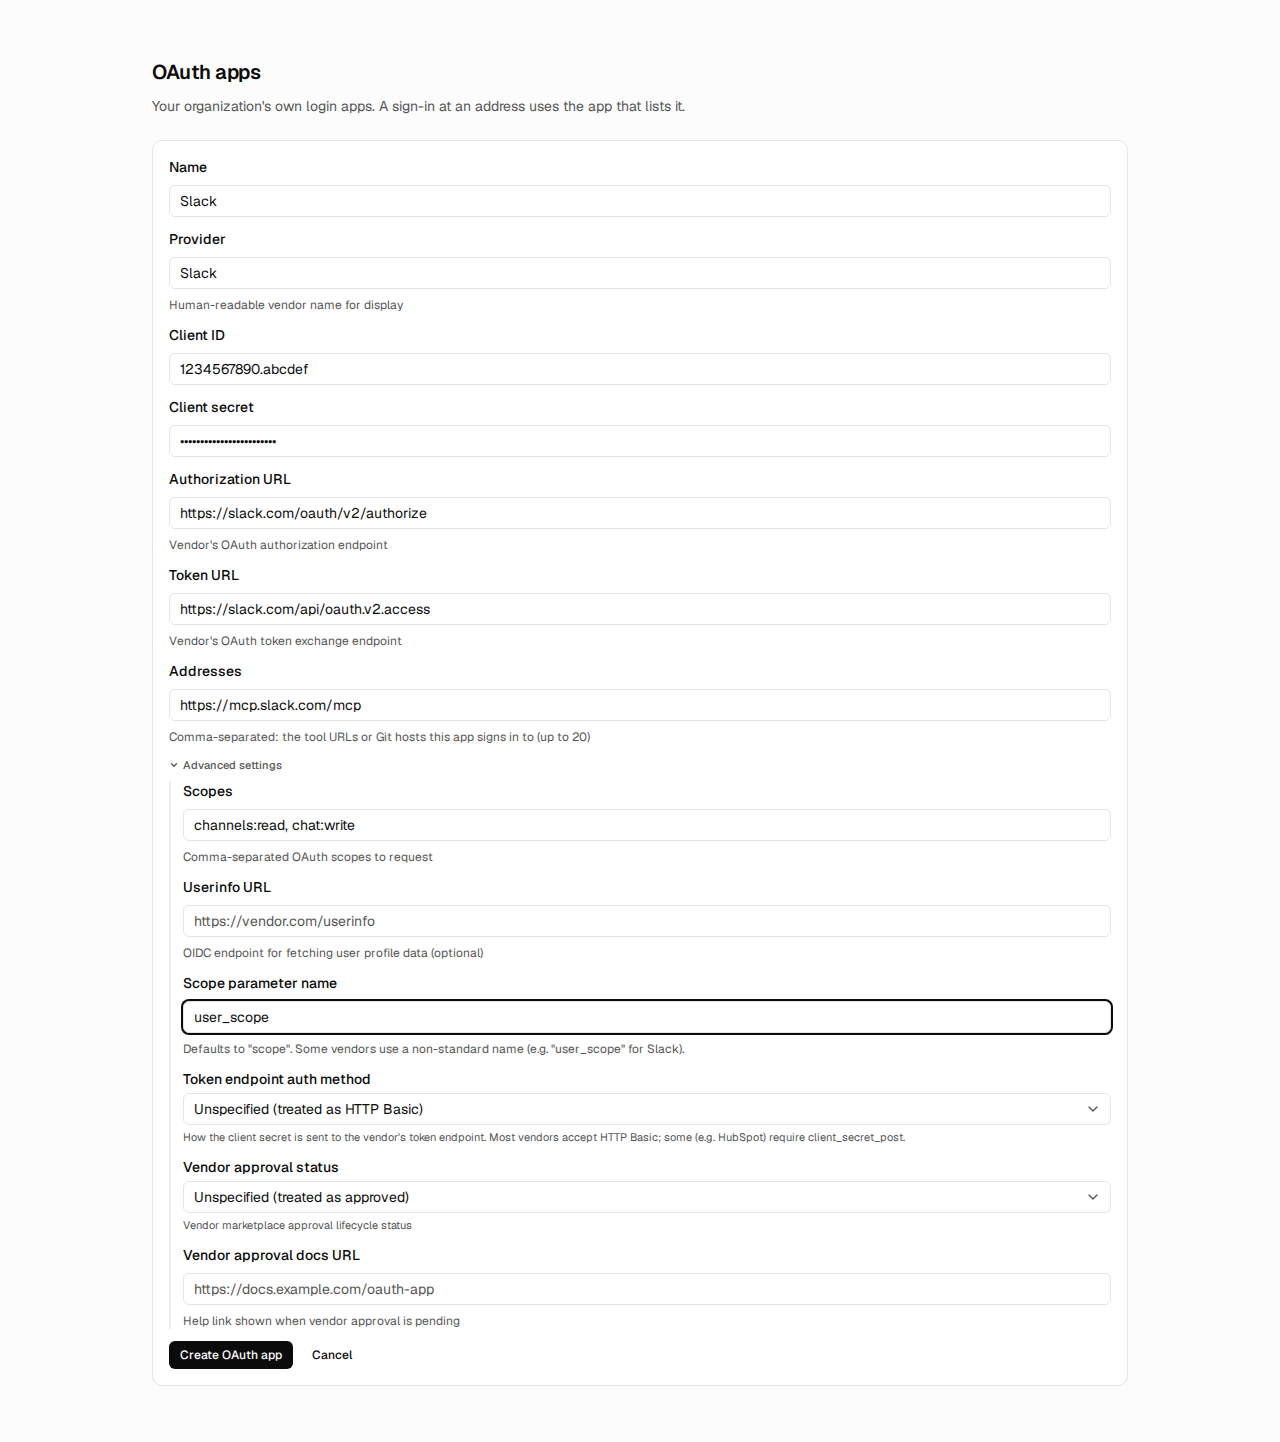 OAuth apps
Your organization's own login apps. A sign-in at an address uses the app that lists it.
Name
Slack
Provider
Slack
Human-readable vendor name for display
Client ID
1234567890.abcdef
Client secret
••••••••••••••••••••••••
Authorization URL
https://slack.com/oauth/v2/authorize
Vendor's OAuth authorization endpoint
Token URL
https://slack.com/api/oauth.v2.access
Vendor's OAuth token exchange endpoint
Addresses
https://mcp.slack.com/mcp
Comma-separated: the tool URLs or Git hosts this app signs in to (up to 20)
Advanced settings
Scopes
channels:read, chat:write
Comma-separated OAuth scopes to request
Userinfo URL
https://vendor.com/userinfo
OIDC endpoint for fetching user profile data (optional)
Scope parameter name
user_scope
Defaults to "scope". Some vendors use a non-standard name (e.g. "user_scope" for Slack).
Token endpoint auth method
Unspecified (treated as HTTP Basic)
How the client secret is sent to the vendor's token endpoint. Most vendors accept HTTP Basic; some (e.g. HubSpot) require client_secret_post.
Vendor approval status
Unspecified (treated as approved)
Vendor marketplace approval lifecycle status
Vendor approval docs URL
https://docs.example.com/oauth-app
Help link shown when vendor approval is pending
Create OAuth app Cancel